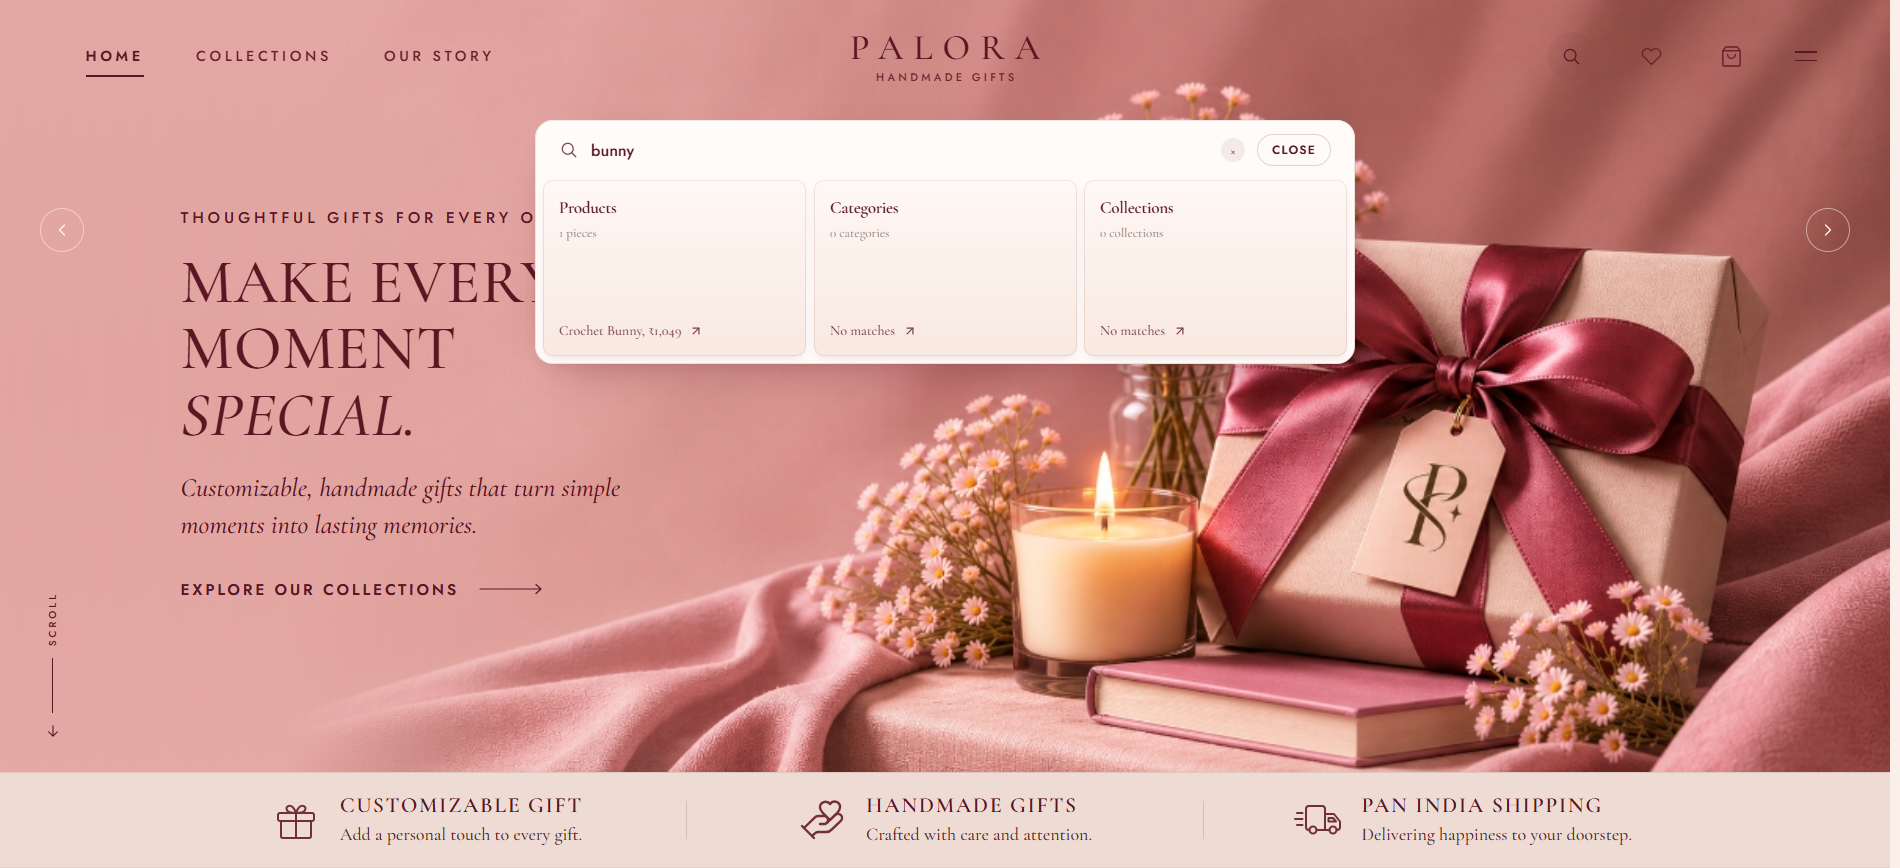 HOME COLLECTIONS OUR STORY
PALORA
HANDMADE GIFTS
bunny
×
CLOSE
Products
1 pieces
Crochet Bunny, ₹1,049
Categories
0 categories
No matches
Collections
0 collections
No matches
THOUGHTFUL GIFTS FOR EVERY O
MAKE EVERY
MOMENT
SPECIAL.
Customizable, handmade gifts that turn simple
moments into lasting memories.
EXPLORE OUR COLLECTIONS
SCROLL
CUSTOMIZABLE GIFT
Add a personal touch to every gift.
HANDMADE GIFTS
Crafted with care and attention.
PAN INDIA SHIPPING
Delivering happiness to your doorstep.